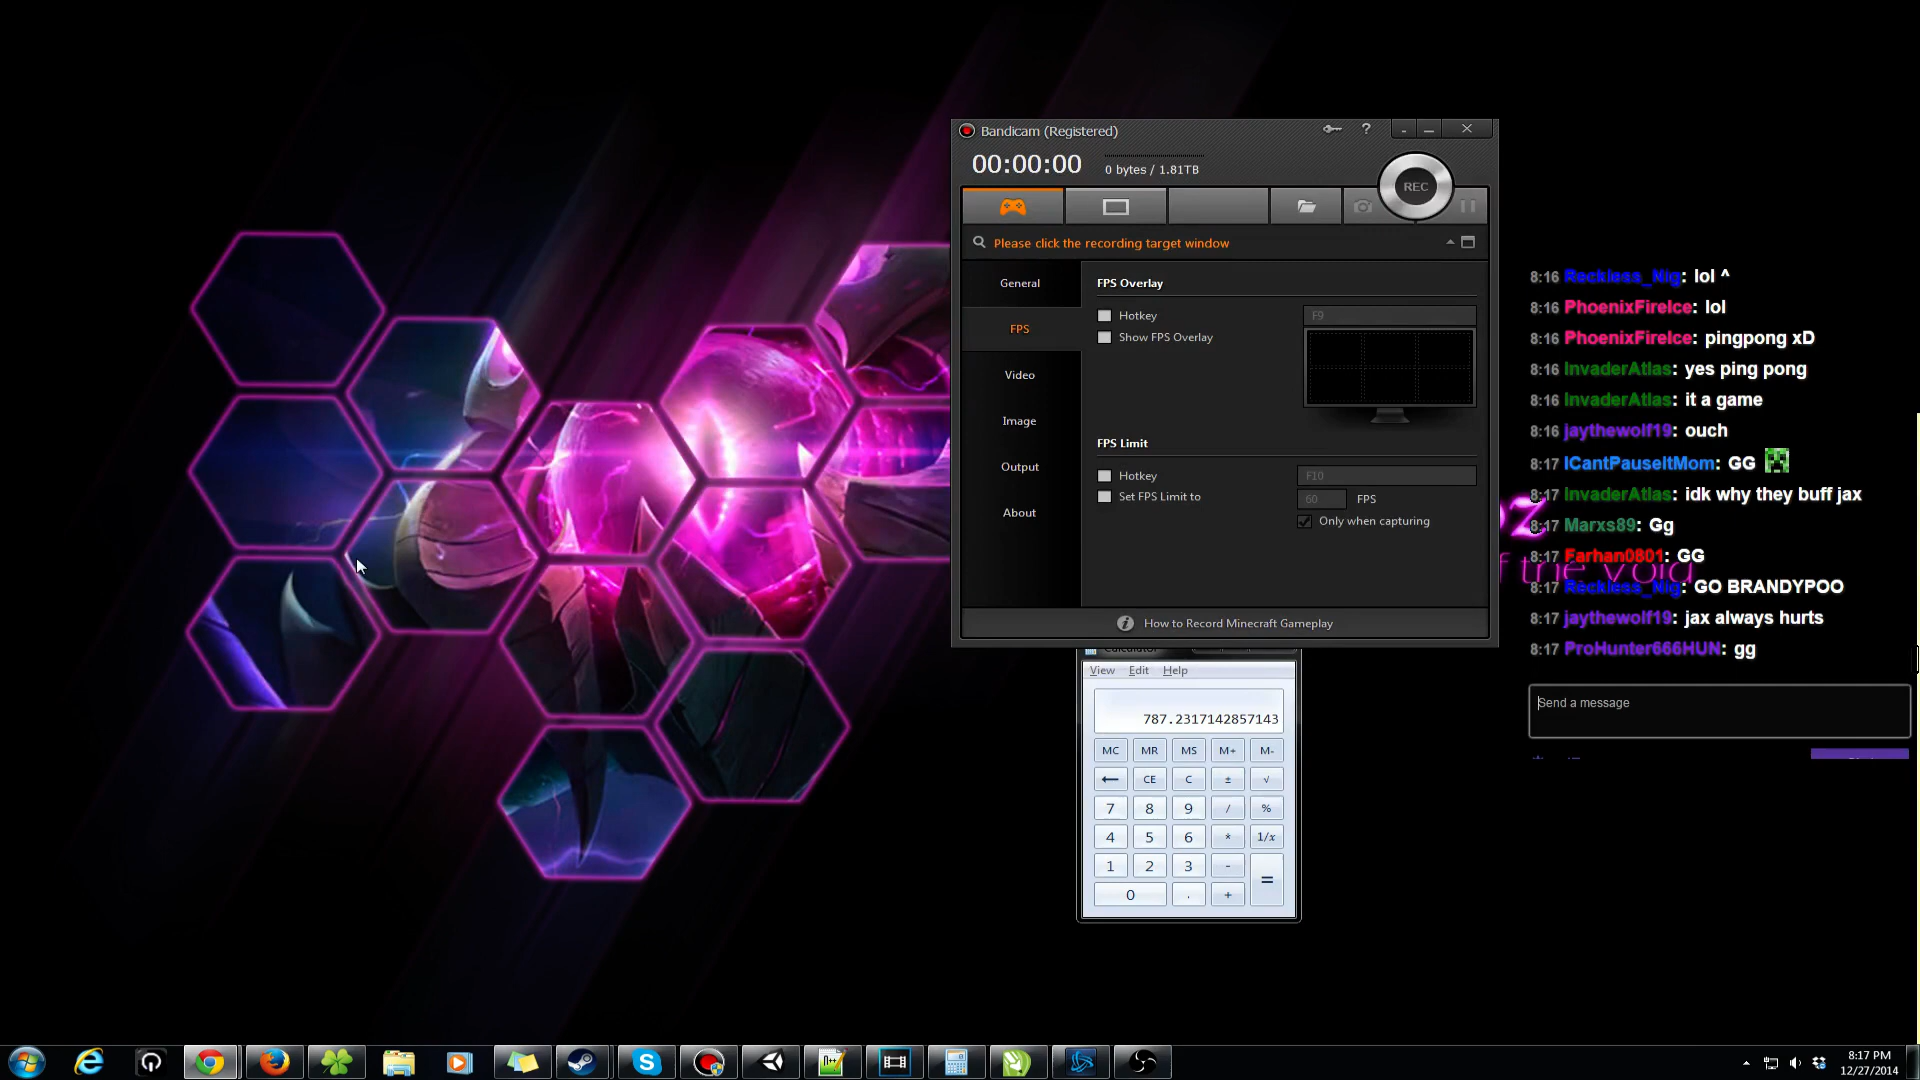 Bandicam (Registered)
00:00:00
0 bytes / 1.81TB
REC
Please click the recording target window
General
FPS
Video
Image
Output
About
FPS Overlay
Hotkey
F9
Show FPS Overlay
FPS Limit
Hotkey
F10
Set FPS Limit to
60
FPS
Only when capturing
How to Record Minecraft Gameplay
Calculator
View Edit Help
787.2317142857143
MC MR MS M+ M-
← CE C ± √
7 8 9 / %
4 5 6 * 1/x
1 2 3 - =
0 . +
8:16 Reckless_Nig: lol ^
8:16 PhoenixFireIce: lol
8:16 PhoenixFireIce: pingpong xD
8:16 InvaderAtlas: yes ping pong
8:16 InvaderAtlas: it a game
8:16 jaythewolf19: ouch
8:17 ICantPauseItMom: GG
8:17 InvaderAtlas: idk why they buff jax
8:17 Marxs89: Gg
8:17 Farhan0801: GG
8:17 Reckless_Nig: GO BRANDYPOO
8:17 jaythewolf19: jax always hurts
8:17 ProHunter666HUN: gg
Send a message
f the void
8:17 PM
12/27/2014